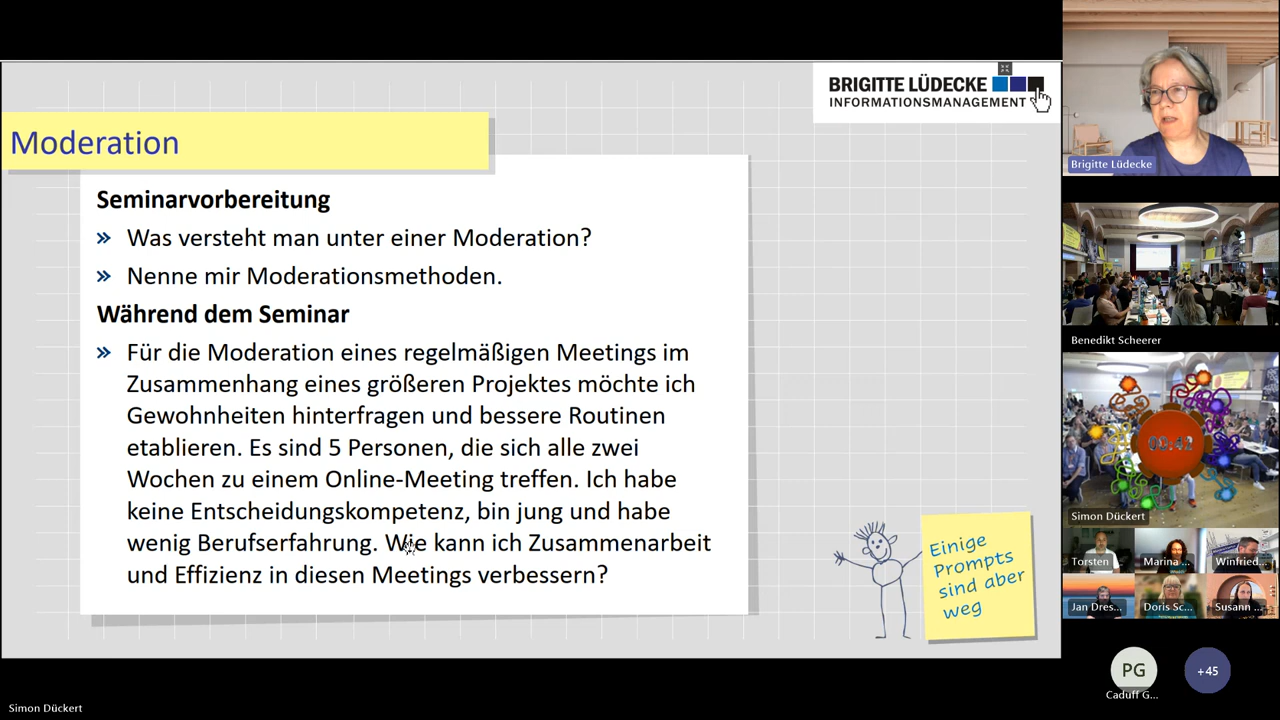 BRIGITTE LÜDECKE
INFORMATIONSMANAGEMENT
Moderation
Seminarvorbereitung
» Was versteht man unter einer Moderation?
» Nenne mir Moderationsmethoden.
Während dem Seminar
» Für die Moderation eines regelmäßigen Meetings im
Zusammenhang eines größeren Projektes möchte ich
Gewohnheiten hinterfragen und bessere Routinen
etablieren. Es sind 5 Personen, die sich alle zwei
Wochen zu einem Online-Meeting treffen. Ich habe
keine Entscheidungskompetenz, bin jung und habe
wenig Berufserfahrung. Wie kann ich Zusammenarbeit
und Effizienz in diesen Meetings verbessern?
Einige
Prompts
sind aber
weg
Brigitte Lüdecke
Benedikt Scheerer
00:42
Simon Dückert
Torsten
Marina ...
Winfried...
Jan Dres...
Doris Sc...
Susann ...
PG
+45
Caduff G...
Simon Dückert